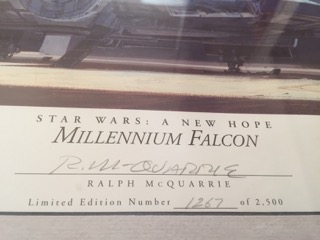 STAR WARS: A NEW HOPE
MILLENNIUM FALCON
R. McQUARRIE
RALPH McQUARRIE
Limited Edition Number 1267 of 2,500